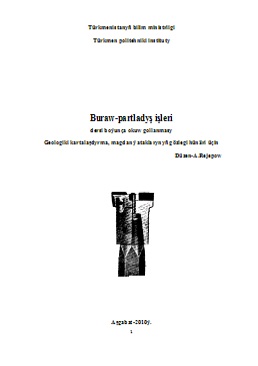 Türkmenistanyň bilim ministrligi
Türkmen politehniki instituty
Buraw-partladyş işleri
dersi boýunça okuw gollanmasy
Geologiki kartalaşdyrma, magdan ýataklarynyň gözlegi hünäri üçin
Düzen-A.Rejepow
Aşgabat-2010ý.
1